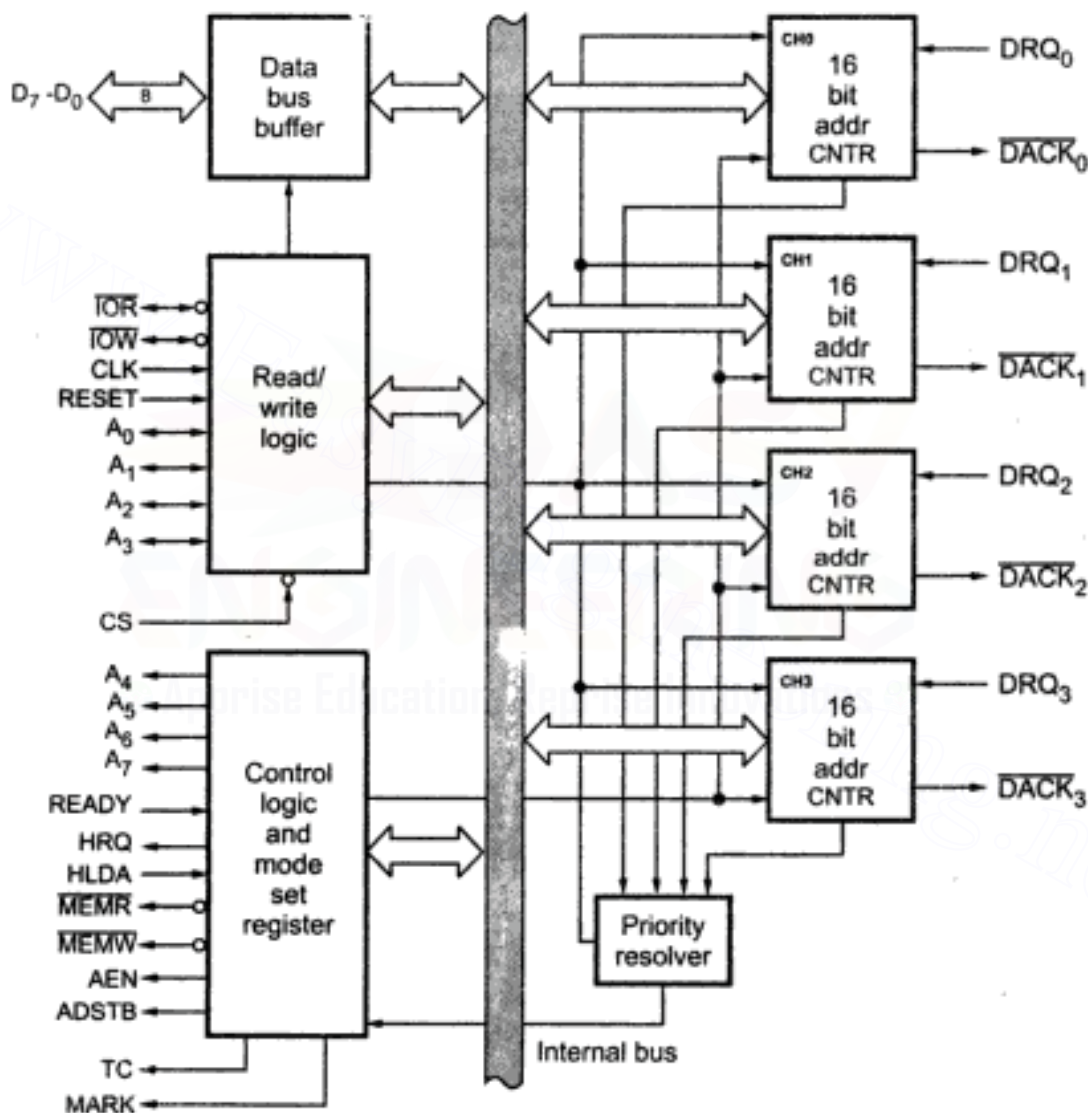 Data
bus
buffer
D7 -D0
8
Read/
write
logic
IOR
IOW
CLK
RESET
A0
A1
A2
A3
CS
Control
logic
and
mode
set
register
A4
A5
A6
A7
READY
HRQ
HLDA
MEMR
MEMW
AEN
ADSTB
TC
MARK
Internal bus
CH0
16
bit
addr
CNTR
DRQ0
DACK0
CH1
16
bit
addr
CNTR
DRQ1
DACK1
CH2
16
bit
addr
CNTR
DRQ2
DACK2
CH3
16
bit
addr
CNTR
DRQ3
DACK3
Priority
resolver
ENGINEERING